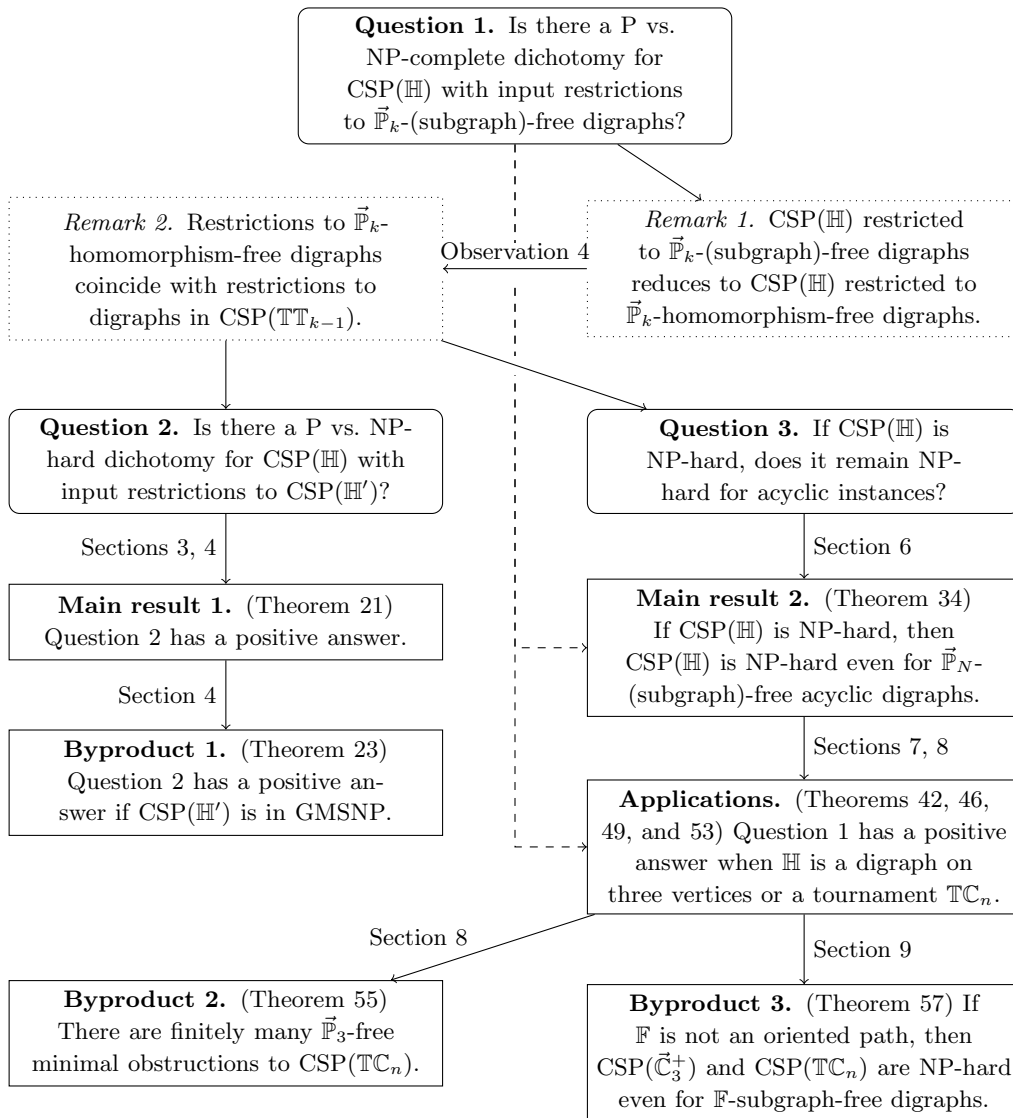 Question 1. Is there a P vs.
NP-complete dichotomy for
CSP(ℍ) with input restrictions
to ℙ⃗ₖ-(subgraph)-free digraphs?
Remark 2. Restrictions to ℙ⃗ₖ-
homomorphism-free digraphs
coincide with restrictions to
digraphs in CSP(𝕋𝕋ₖ₋₁).
Observation 4
Remark 1. CSP(ℍ) restricted
to ℙ⃗ₖ-(subgraph)-free digraphs
reduces to CSP(ℍ) restricted to
ℙ⃗ₖ-homomorphism-free digraphs.
Question 2. Is there a P vs. NP-
hard dichotomy for CSP(ℍ) with
input restrictions to CSP(ℍ′)?
Question 3. If CSP(ℍ) is
NP-hard, does it remain NP-
hard for acyclic instances?
Sections 3, 4
Section 6
Main result 1. (Theorem 21)
Question 2 has a positive answer.
Main result 2. (Theorem 34)
If CSP(ℍ) is NP-hard, then
CSP(ℍ) is NP-hard even for ℙ⃗_N-
(subgraph)-free acyclic digraphs.
Section 4
Sections 7, 8
Byproduct 1. (Theorem 23)
Question 2 has a positive an-
swer if CSP(ℍ′) is in GMSNP.
Applications. (Theorems 42, 46,
49, and 53) Question 1 has a positive
answer when ℍ is a digraph on
three vertices or a tournament 𝕋ℂₙ.
Section 8
Section 9
Byproduct 2. (Theorem 55)
There are finitely many ℙ⃗₃-free
minimal obstructions to CSP(𝕋ℂₙ).
Byproduct 3. (Theorem 57) If
𝔽 is not an oriented path, then
CSP(ℂ⃗₃⁺) and CSP(𝕋ℂₙ) are NP-hard
even for 𝔽-subgraph-free digraphs.